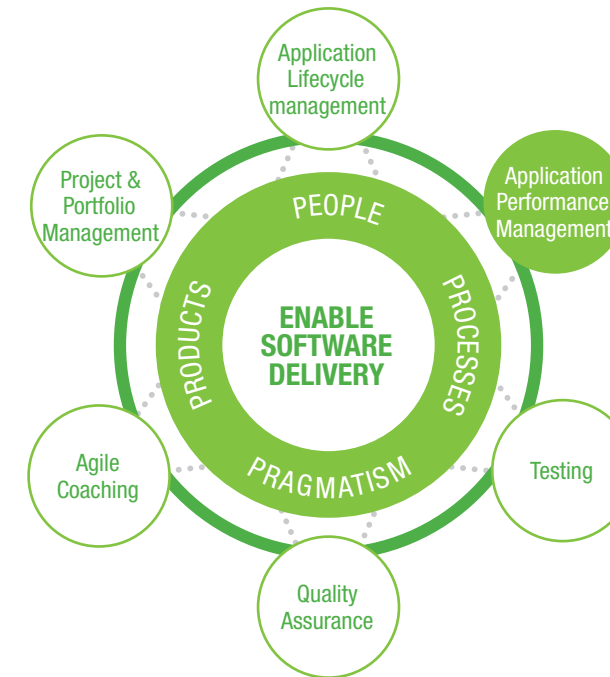 Application
Lifecycle
management
Application
Performance
Management
Project &
Portfolio
Management
PEOPLE
PROCESSES
PRODUCTS
PRAGMATISM
ENABLE
SOFTWARE
DELIVERY
Agile
Coaching
Testing
Quality
Assurance